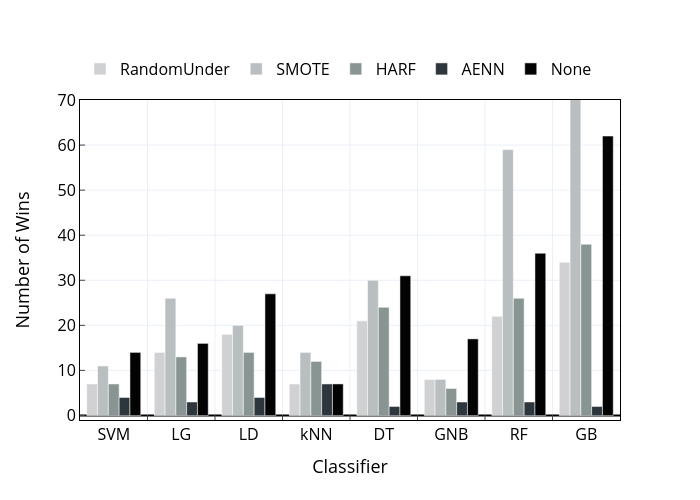 RandomUnder SMOTE HARF AENN None
70
60
50
40
30
20
10
0
Number of Wins
SVM LG LD kNN DT GNB RF GB
Classifier